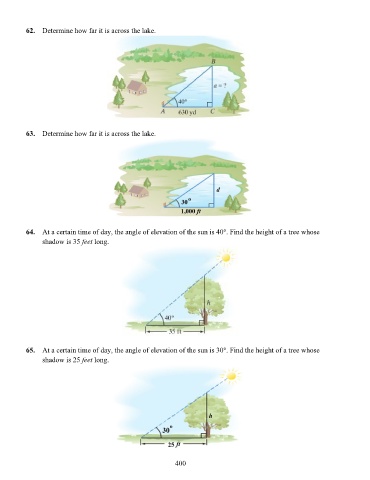 62. Determine how far it is across the lake.
B
a = ?
40°
A 630 yd C
63. Determine how far it is across the lake.
d
30°
1,000 ft
64. At a certain time of day, the angle of elevation of the sun is 40°. Find the height of a tree whose
shadow is 35 feet long.
h
40°
35 ft
65. At a certain time of day, the angle of elevation of the sun is 30°. Find the height of a tree whose
shadow is 25 feet long.
h
30°
25 ft
400